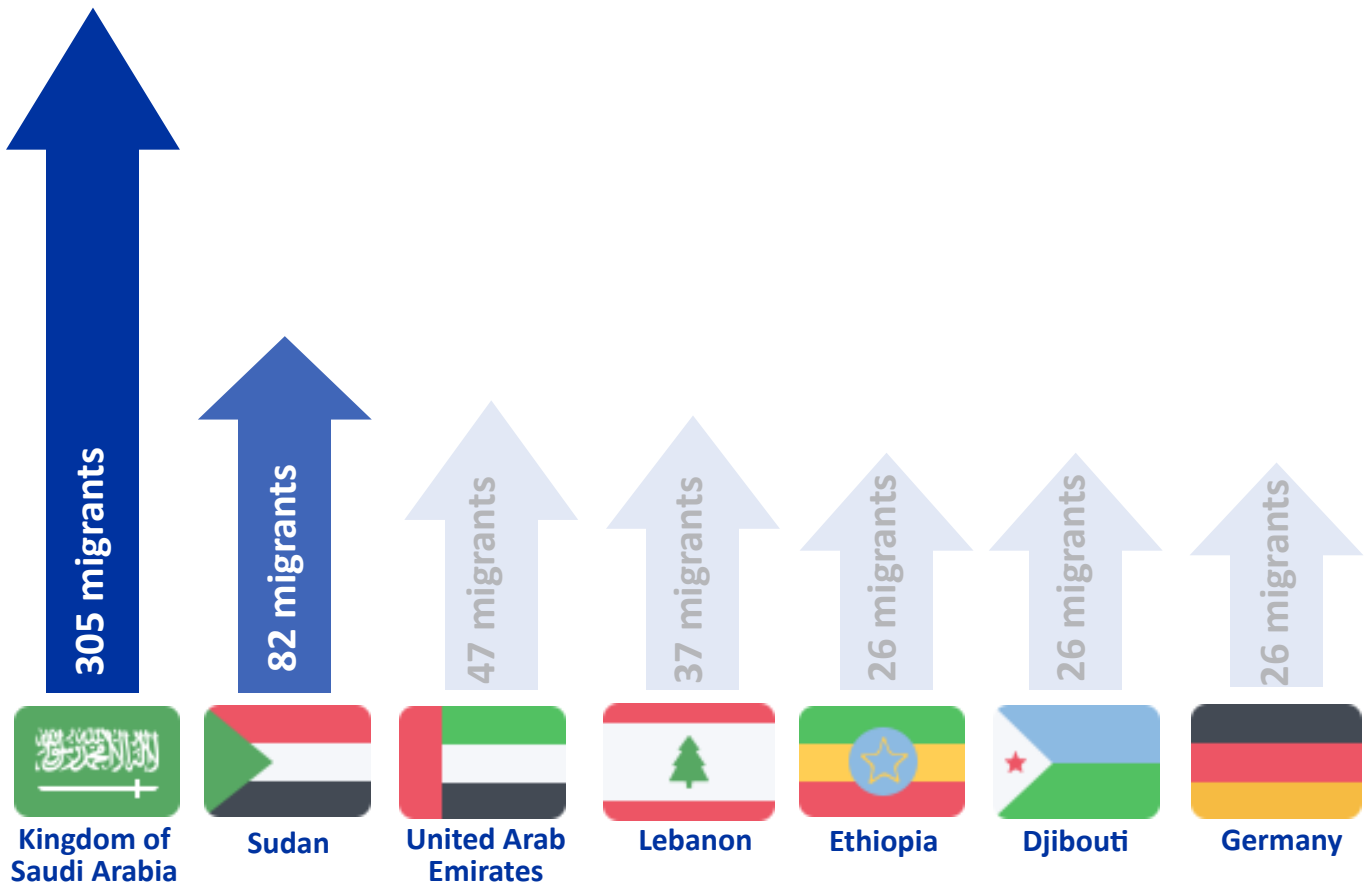 305 migrants
82 migrants
47 migrants
37 migrants
26 migrants
26 migrants
26 migrants
Kingdom of
Saudi Arabia
Sudan
United Arab
Emirates
Lebanon
Ethiopia
Djibouti
Germany